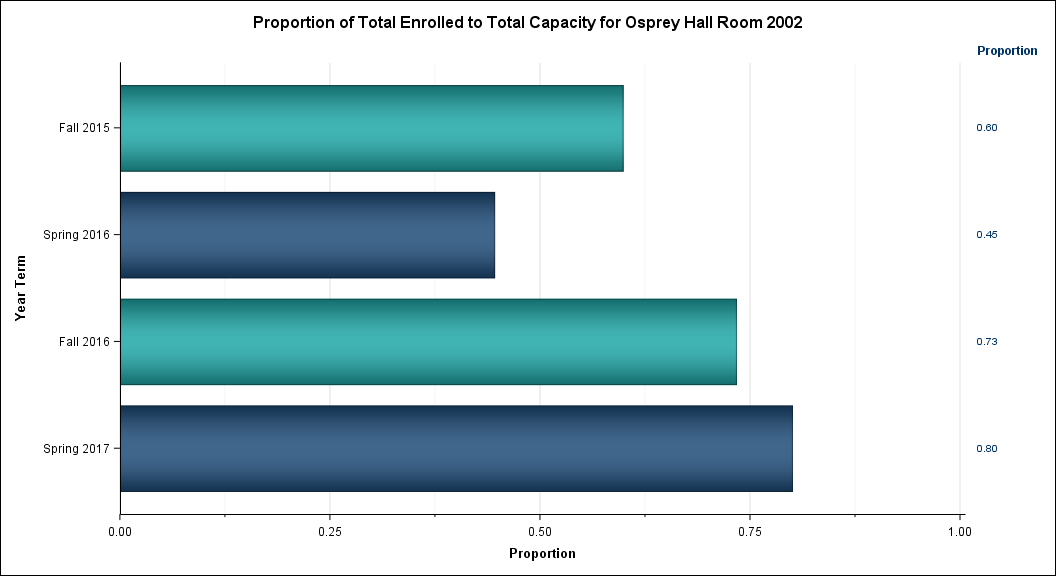 Proportion of Total Enrolled to Total Capacity for Osprey Hall Room 2002
Proportion
Fall 2015 0.60
Spring 2016 0.45
Year Term
Fall 2016 0.73
Spring 2017 0.80
0.00 0.25 0.50 0.75 1.00
Proportion